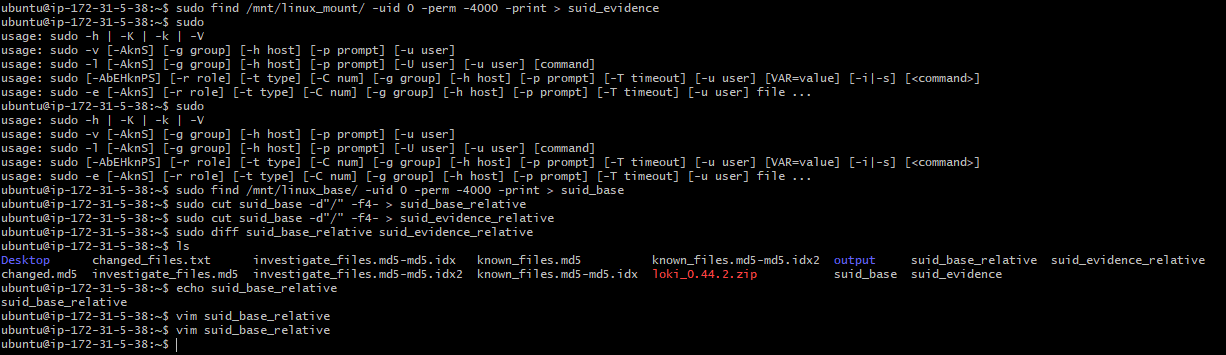 ubuntu@ip-172-31-5-38:~$ sudo find /mnt/linux_mount/ -uid 0 -perm -4000 -print > suid_evidence
ubuntu@ip-172-31-5-38:~$ sudo
usage: sudo -h | -K | -k | -V
usage: sudo -v [-AknS] [-g group] [-h host] [-p prompt] [-u user]
usage: sudo -l [-AknS] [-g group] [-h host] [-p prompt] [-U user] [-u user] [command]
usage: sudo [-AbEHknPS] [-r role] [-t type] [-C num] [-g group] [-h host] [-p prompt] [-T timeout] [-u user] [VAR=value] [-i|-s] [<command>]
usage: sudo -e [-AknS] [-r role] [-t type] [-C num] [-g group] [-h host] [-p prompt] [-T timeout] [-u user] file ...
ubuntu@ip-172-31-5-38:~$ sudo
usage: sudo -h | -K | -k | -V
usage: sudo -v [-AknS] [-g group] [-h host] [-p prompt] [-u user]
usage: sudo -l [-AknS] [-g group] [-h host] [-p prompt] [-U user] [-u user] [command]
usage: sudo [-AbEHknPS] [-r role] [-t type] [-C num] [-g group] [-h host] [-p prompt] [-T timeout] [-u user] [VAR=value] [-i|-s] [<command>]
usage: sudo -e [-AknS] [-r role] [-t type] [-C num] [-g group] [-h host] [-p prompt] [-T timeout] [-u user] file ...
ubuntu@ip-172-31-5-38:~$ sudo find /mnt/linux_base/ -uid 0 -perm -4000 -print > suid_base
ubuntu@ip-172-31-5-38:~$ sudo cut suid_base -d"/" -f4- > suid_base_relative
ubuntu@ip-172-31-5-38:~$ sudo cut suid_base -d"/" -f4- > suid_evidence_relative
ubuntu@ip-172-31-5-38:~$ sudo diff suid_base_relative suid_evidence_relative
ubuntu@ip-172-31-5-38:~$ ls
Desktop changed_files.txt investigate_files.md5-md5.idx known_files.md5 known_files.md5-md5.idx2 output suid_base_relative suid_evidence_relative
changed.md5 investigate_files.md5 investigate_files.md5-md5.idx2 known_files.md5-md5.idx loki_0.44.2.zip suid_base suid_evidence
ubuntu@ip-172-31-5-38:~$ echo suid_base_relative
suid_base_relative
ubuntu@ip-172-31-5-38:~$ vim suid_base_relative
ubuntu@ip-172-31-5-38:~$ vim suid_base_relative
ubuntu@ip-172-31-5-38:~$